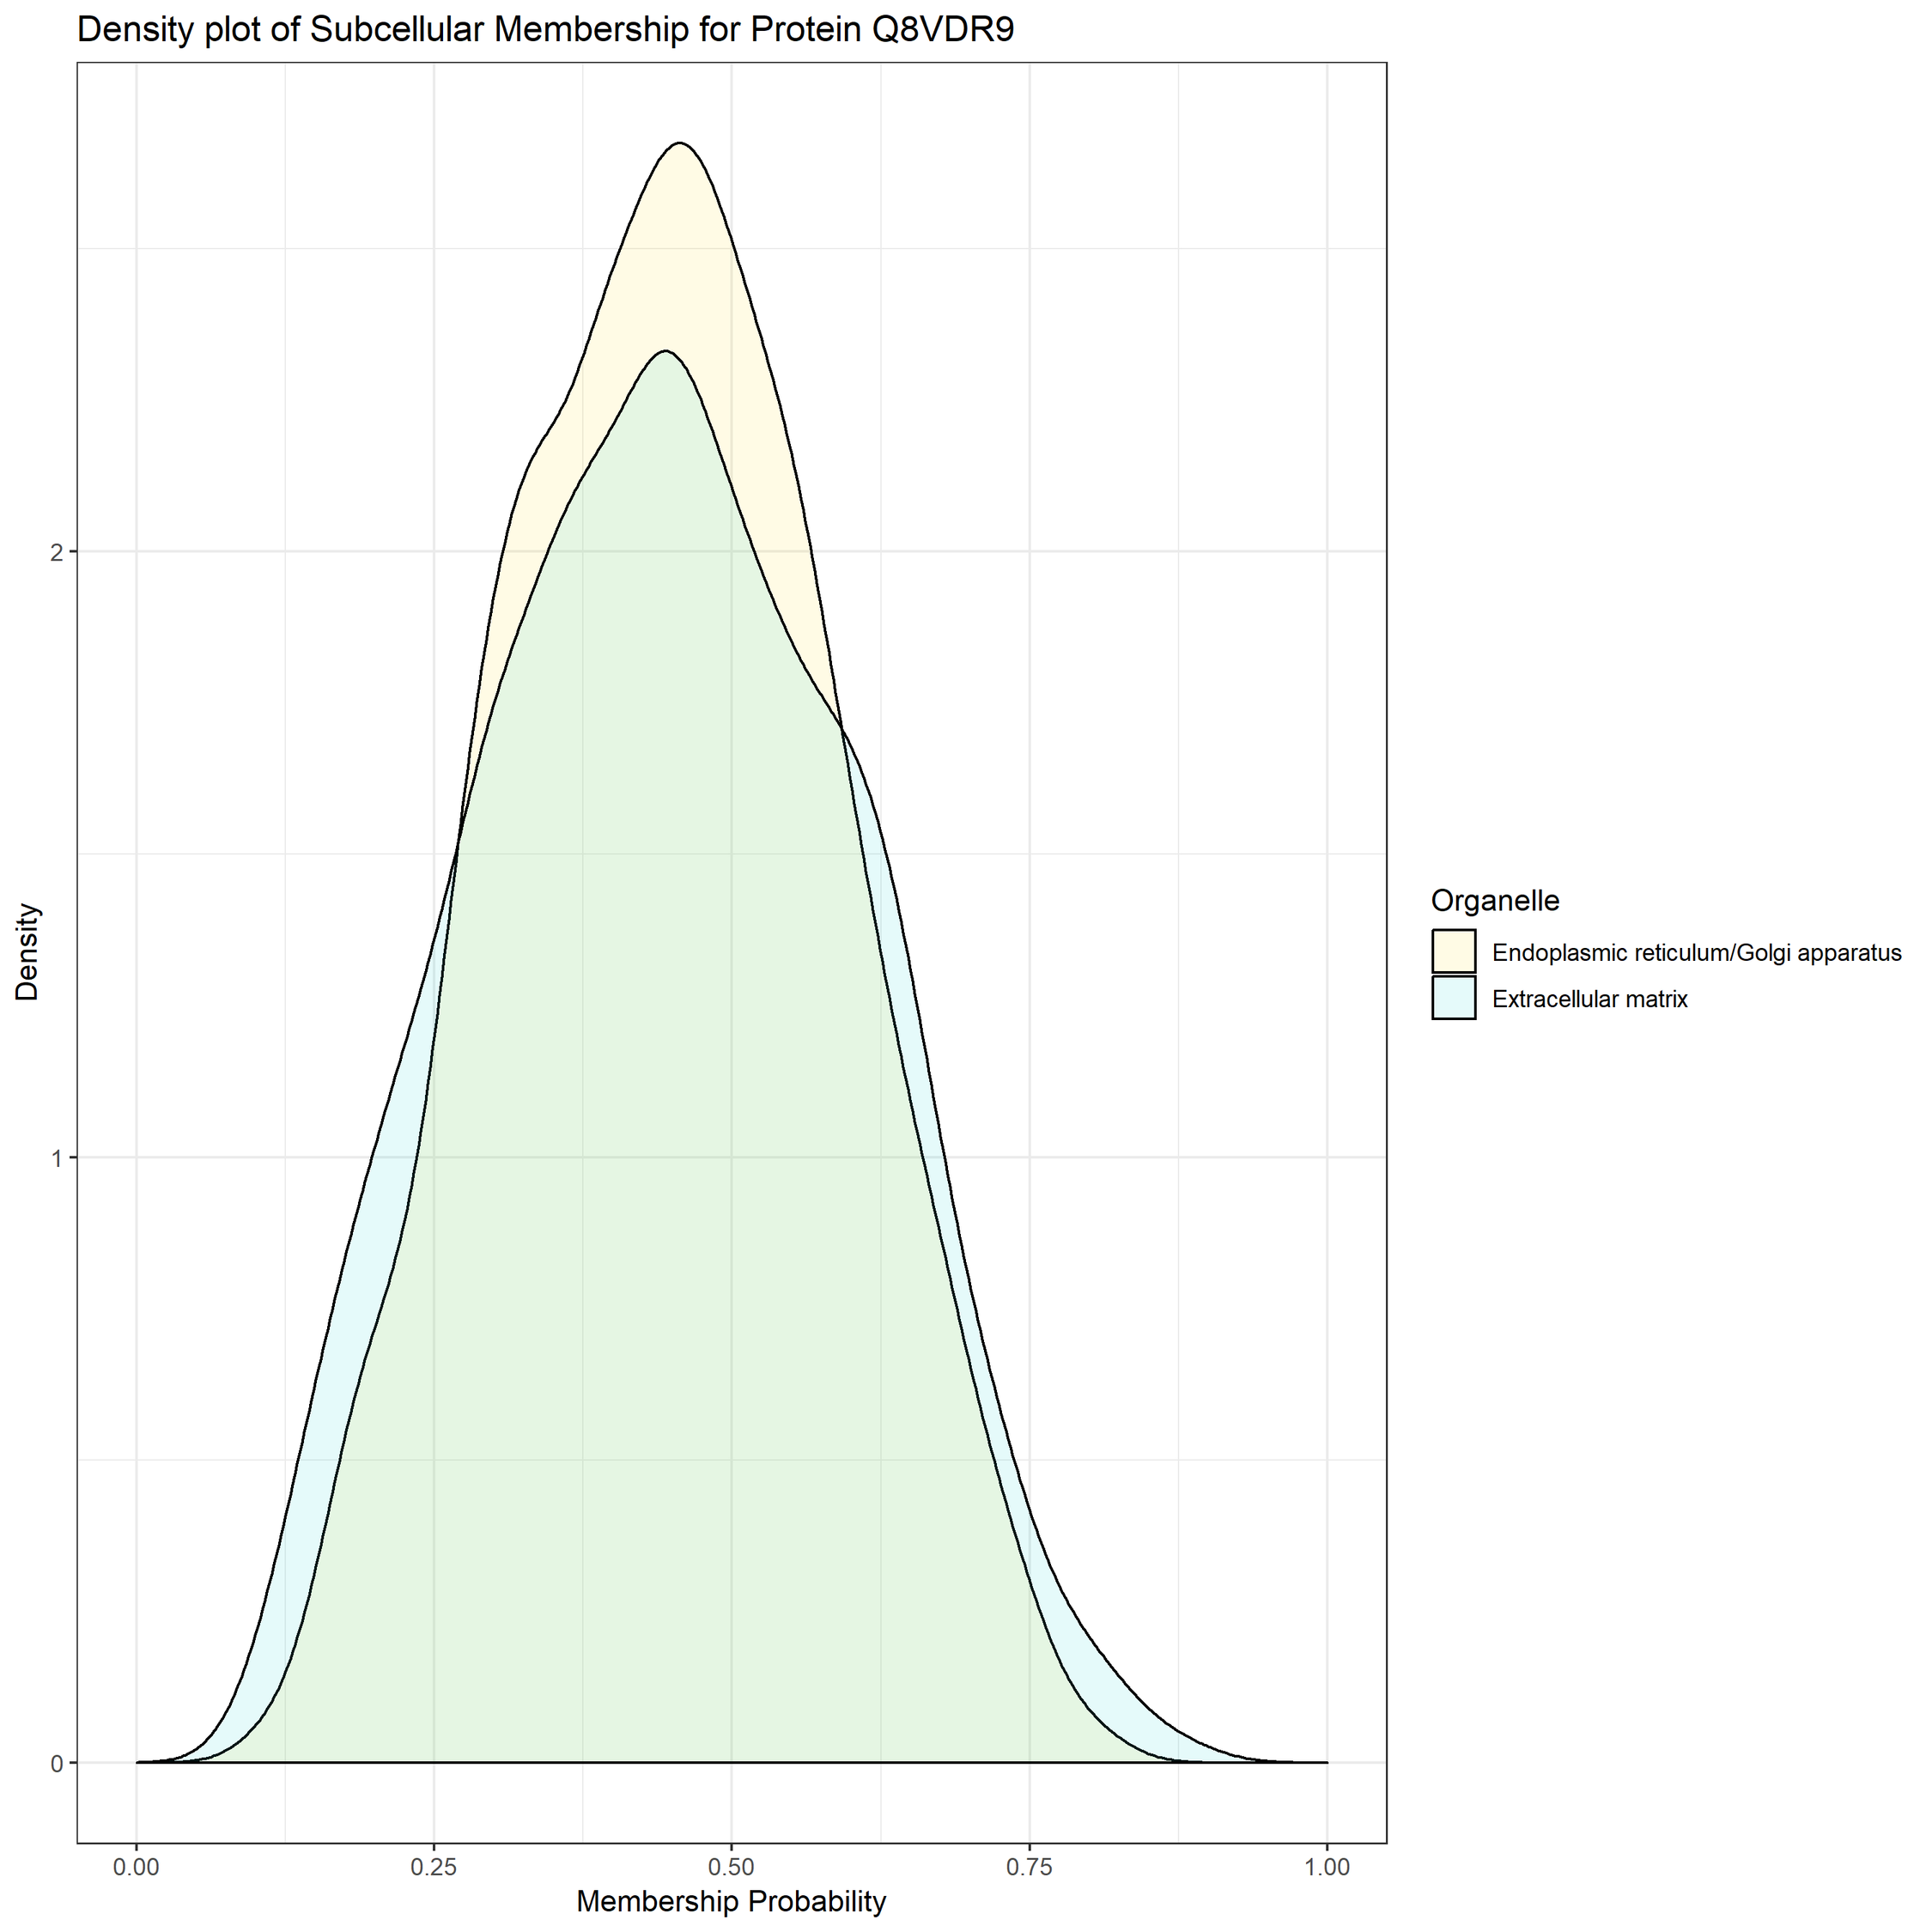 Density plot of Subcellular Membership for Protein Q8VDR9
Density
2
1
0
0.00 0.25 0.50 0.75 1.00
Membership Probability
Organelle
Endoplasmic reticulum/Golgi apparatus
Extracellular matrix